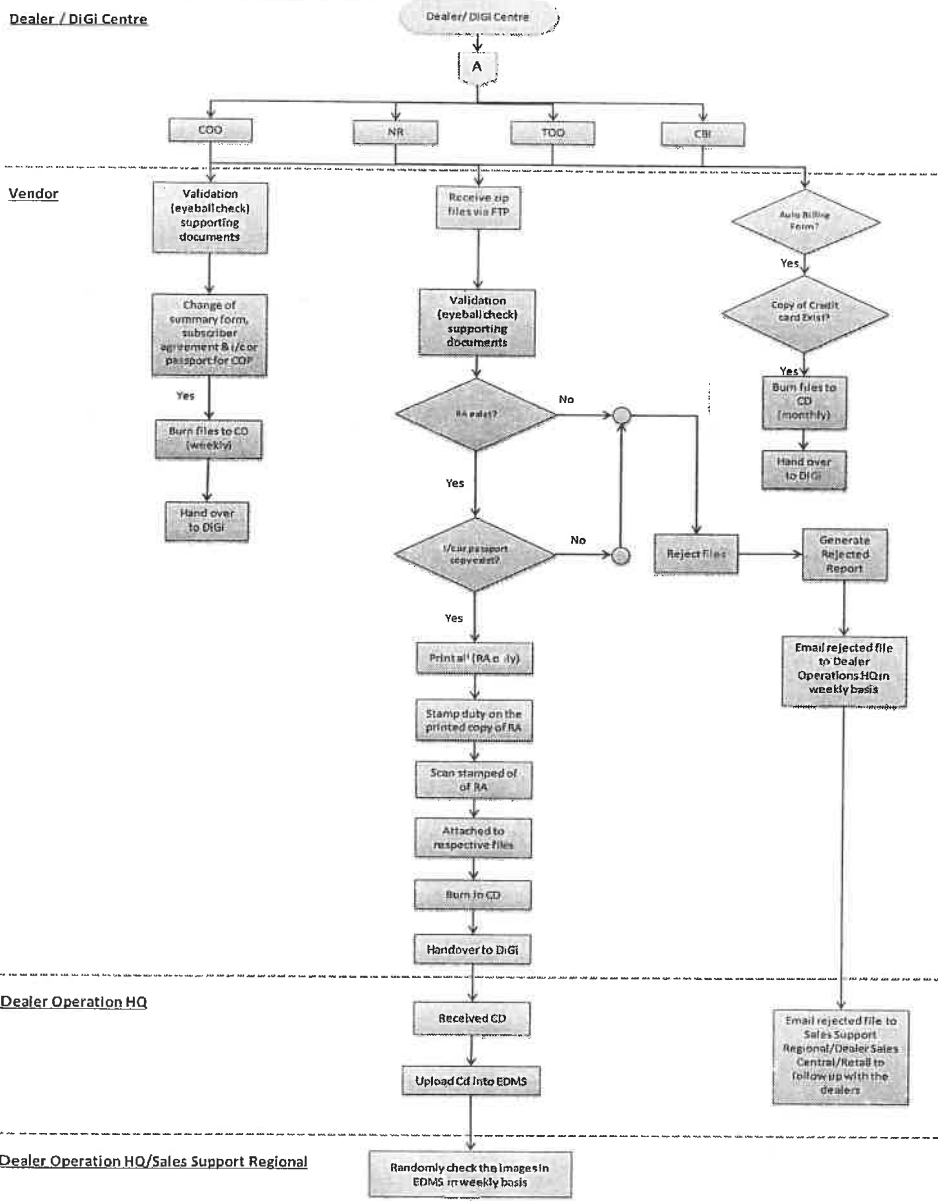 Dealer / DiGi Centre
Dealer/ DiGi Centre
A
COO
NR
TOO
CBI
Vendor
Validation
(eyeball check)
supporting
documents
Change of
summary form,
subscriber
agreement & i/c or
passport for COP
Yes
Burn files to CD
(weekly)
Hand over
to DiGi
Receive zip
files via FTP
Validation
(eyeball check)
supporting
documents
RA exist?
No
Yes
I/c or passport
copy exist?
No
Yes
Print all (RA only)
Stamp duty on the
printed copy of RA
Scan stamped of
of RA
Attached to
respective files
Burn in CD
Handover to DiGi
Auto Billing
Form?
Yes
Copy of Credit
card Exist?
Yes
Burn files to
CD
(monthly)
Hand over
to DiGi
Reject files
Generate
Rejected
Report
Email rejected file
to Dealer
Operations HQ in
weekly basis
Dealer Operation HQ
Received CD
Upload Cd into EDMS
Email rejected file to
Sales Support
Regional/Dealer Sales
Central/Retail to
follow up with the
dealers
Dealer Operation HQ/Sales Support Regional
Randomly check the images in
EDMS in weekly basis